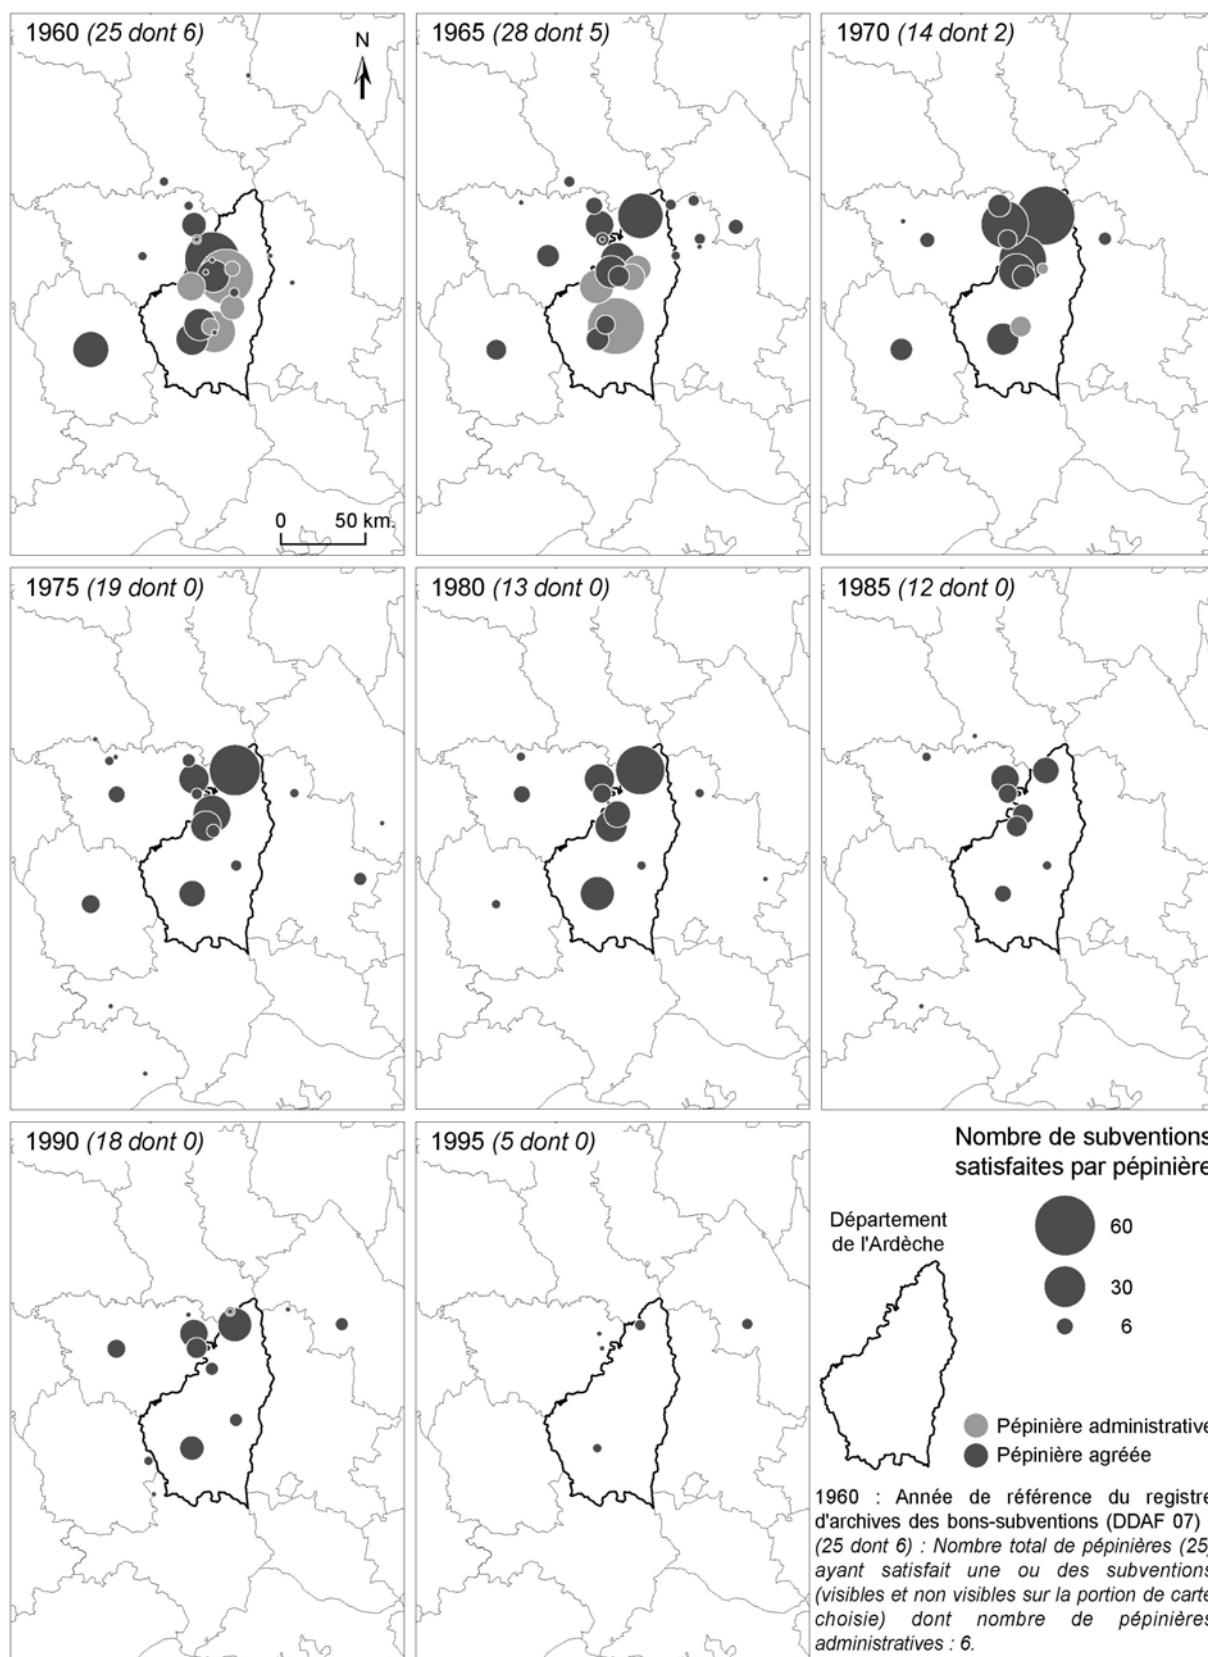 1960 (25 dont 6)
N
0 50 km.
1965 (28 dont 5)
1970 (14 dont 2)
1975 (19 dont 0)
1980 (13 dont 0)
1985 (12 dont 0)
1990 (18 dont 0)
1995 (5 dont 0)
Nombre de subventions
satisfaites par pépinière
Département
de l'Ardèche
60
30
6
Pépinière administrative
Pépinière agréée
1960 : Année de référence du registre
d'archives des bons-subventions (DDAF 07)
(25 dont 6) : Nombre total de pépinières (25)
ayant satisfait une ou des subventions
(visibles et non visibles sur la portion de carte
choisie) dont nombre de pépinières
administratives : 6.